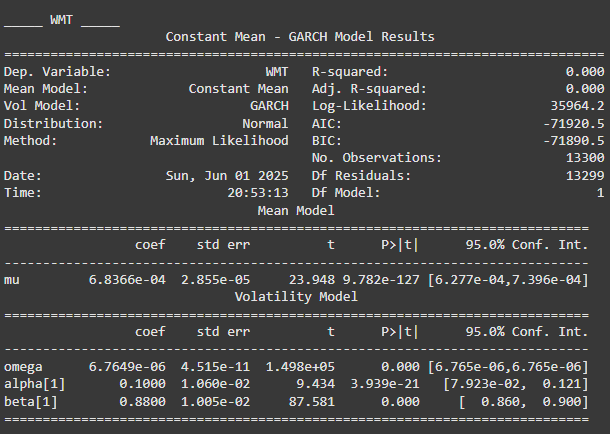 _____ WMT _____
Constant Mean - GARCH Model Results
==============================================================================
Dep. Variable: WMT R-squared: 0.000
Mean Model: Constant Mean Adj. R-squared: 0.000
Vol Model: GARCH Log-Likelihood: 35964.2
Distribution: Normal AIC: -71920.5
Method: Maximum Likelihood BIC: -71890.5
No. Observations: 13300
Date: Sun, Jun 01 2025 Df Residuals: 13299
Time: 20:53:13 Df Model: 1
Mean Model
============================================================================
coef std err t P>|t| 95.0% Conf. Int.
----------------------------------------------------------------------------
mu 6.8366e-04 2.855e-05 23.948 9.782e-127 [6.277e-04,7.396e-04]
Volatility Model
============================================================================
coef std err t P>|t| 95.0% Conf. Int.
----------------------------------------------------------------------------
omega 6.7649e-06 4.515e-11 1.498e+05 0.000 [6.765e-06,6.765e-06]
alpha[1] 0.1000 1.060e-02 9.434 3.939e-21 [7.923e-02, 0.121]
beta[1] 0.8800 1.005e-02 87.581 0.000 [ 0.860, 0.900]
============================================================================